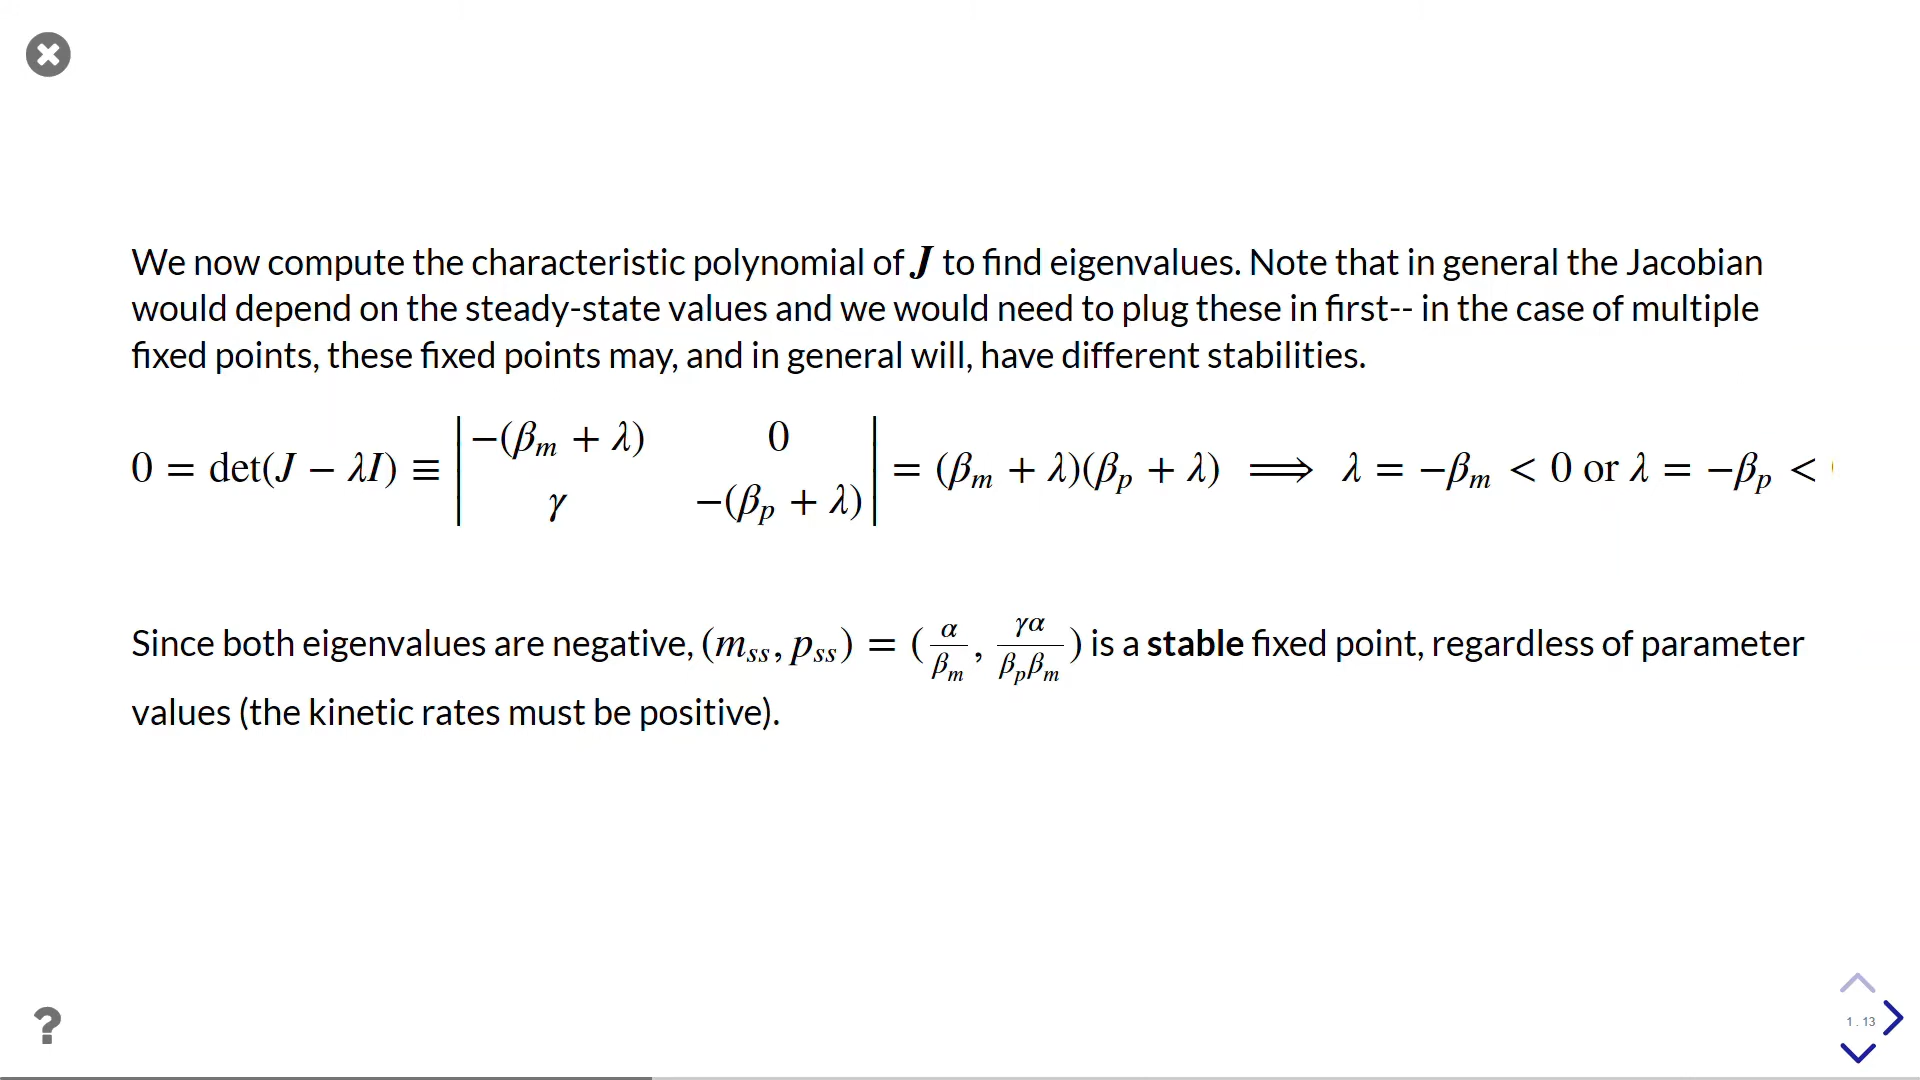 We now compute the characteristic polynomial of J to find eigenvalues. Note that in general the Jacobian
would depend on the steady-state values and we would need to plug these in first-- in the case of multiple
fixed points, these fixed points may, and in general will, have different stabilities.
0 = det(J − λI) ≡ | −(βₘ + λ) 0 ; γ −(βₚ + λ) | = (βₘ + λ)(βₚ + λ) ⟹ λ = −βₘ < 0 or λ = −βₚ <
Since both eigenvalues are negative, (mₛₛ, pₛₛ) = (α/βₘ, γα/βₚβₘ) is a stable fixed point, regardless of parameter
values (the kinetic rates must be positive).
?
1 . 13